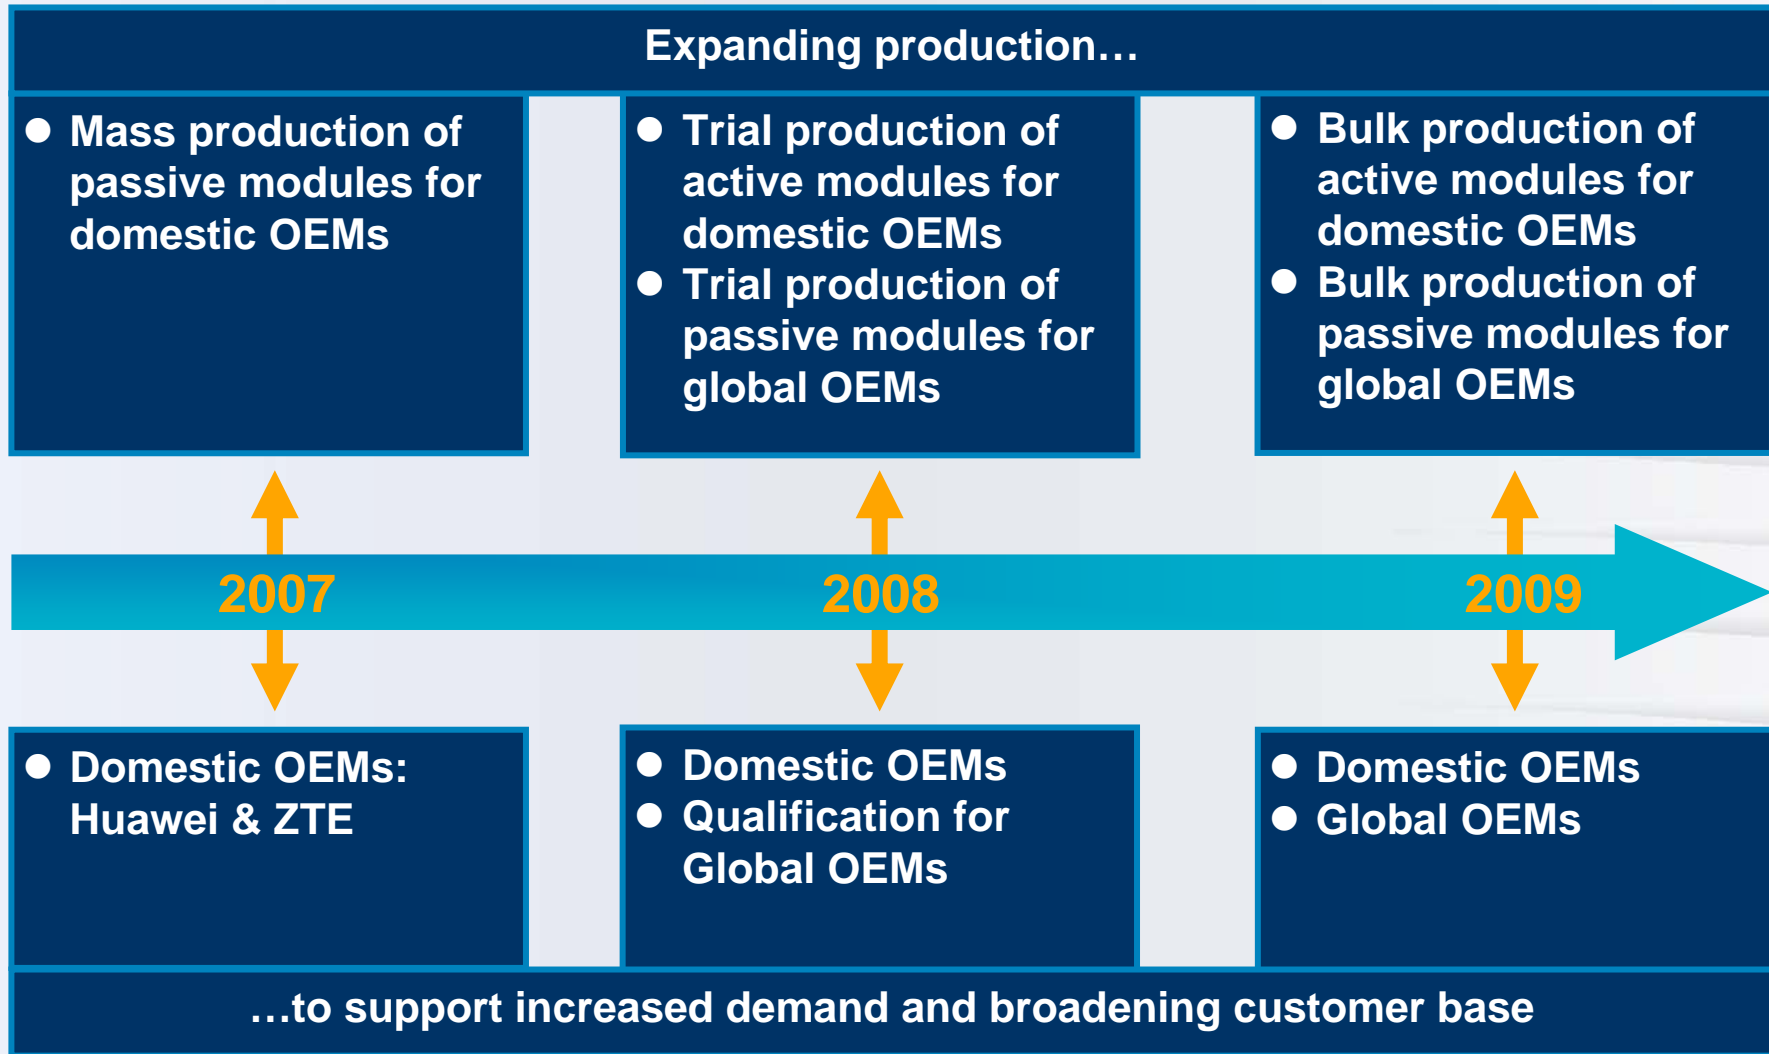 Expanding production…
● Mass production of
passive modules for
domestic OEMs
● Trial production of
active modules for
domestic OEMs
● Trial production of
passive modules for
global OEMs
● Bulk production of
active modules for
domestic OEMs
● Bulk production of
passive modules for
global OEMs
2007
2008
2009
● Domestic OEMs:
Huawei & ZTE
● Domestic OEMs
● Qualification for
Global OEMs
● Domestic OEMs
● Global OEMs
…to support increased demand and broadening customer base